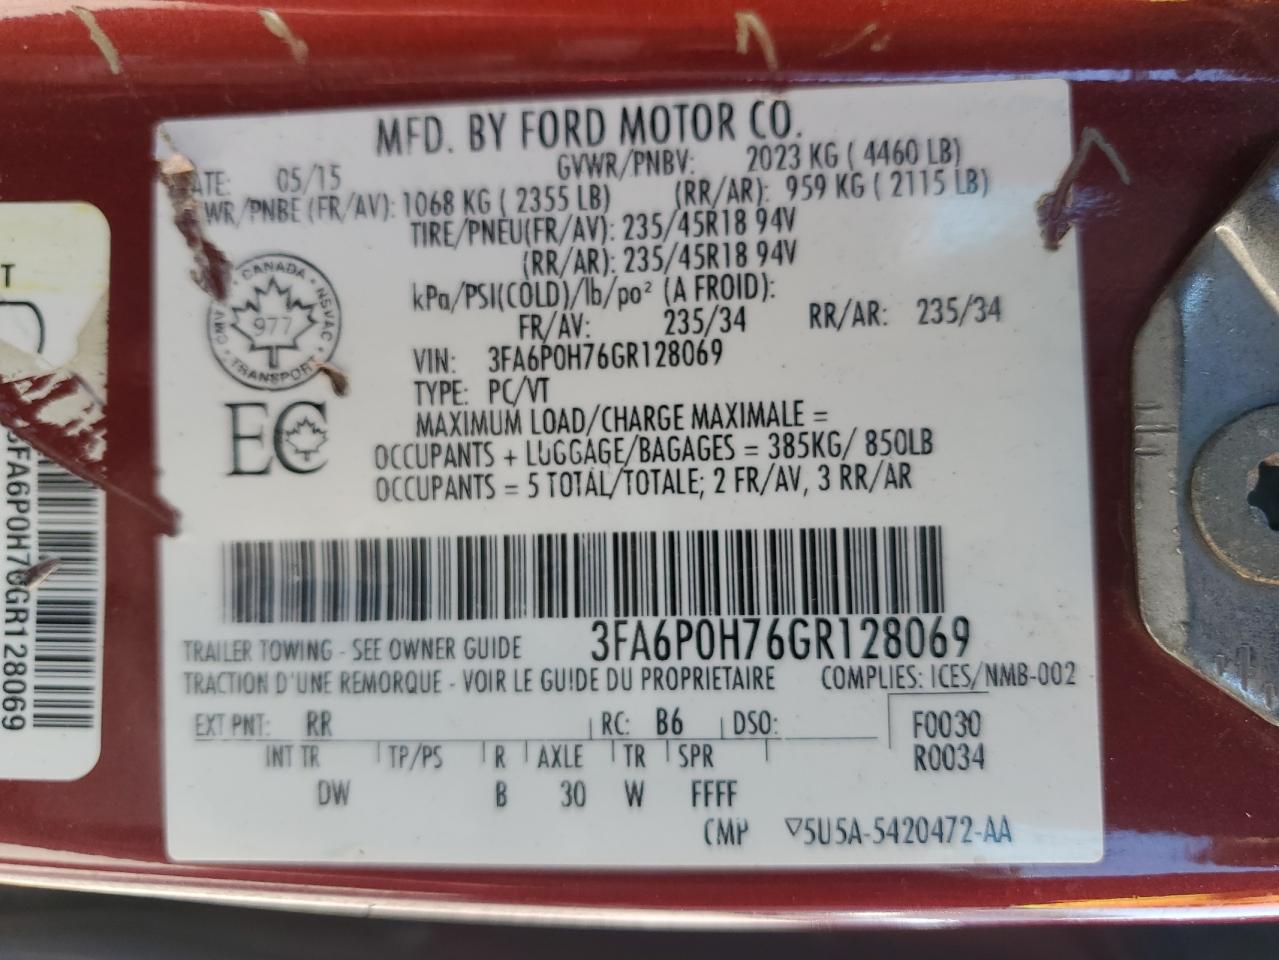 MFD. BY FORD MOTOR CO.
ATE: 05/15 GVWR/PNBV: 2023 KG ( 4460 LB)
WR/PNBE (FR/AV): 1068 KG ( 2355 LB) (RR/AR): 959 KG ( 2115 LB)
TIRE/PNEU(FR/AV): 235/45R18 94V
(RR/AR): 235/45R18 94V
kPa/PSI(COLD)/lb/po² (A FROID):
FR/AV: 235/34 RR/AR: 235/34
VIN: 3FA6P0H76GR128069
TYPE: PC/VT
MAXIMUM LOAD/CHARGE MAXIMALE =
OCCUPANTS + LUGGAGE/BAGAGES = 385KG/ 850LB
OCCUPANTS = 5 TOTAL/TOTALE; 2 FR/AV, 3 RR/AR
CANADA
NSVAC
977
CMVSS
TRANSPORT
EC
3FA6P0H76GR128069
TRAILER TOWING - SEE OWNER GUIDE
TRACTION D'UNE REMORQUE - VOIR LE GUIDE DU PROPRIETAIRE COMPLIES: ICES/NMB-002
EXT PNT: RR RC: B6 DSO: F0030
INT TR TP/PS R AXLE TR SPR R0034
DW B 30 W FFFF
CMP ▽5U5A-5420472-AA
T
3FA6P0H76GR128069